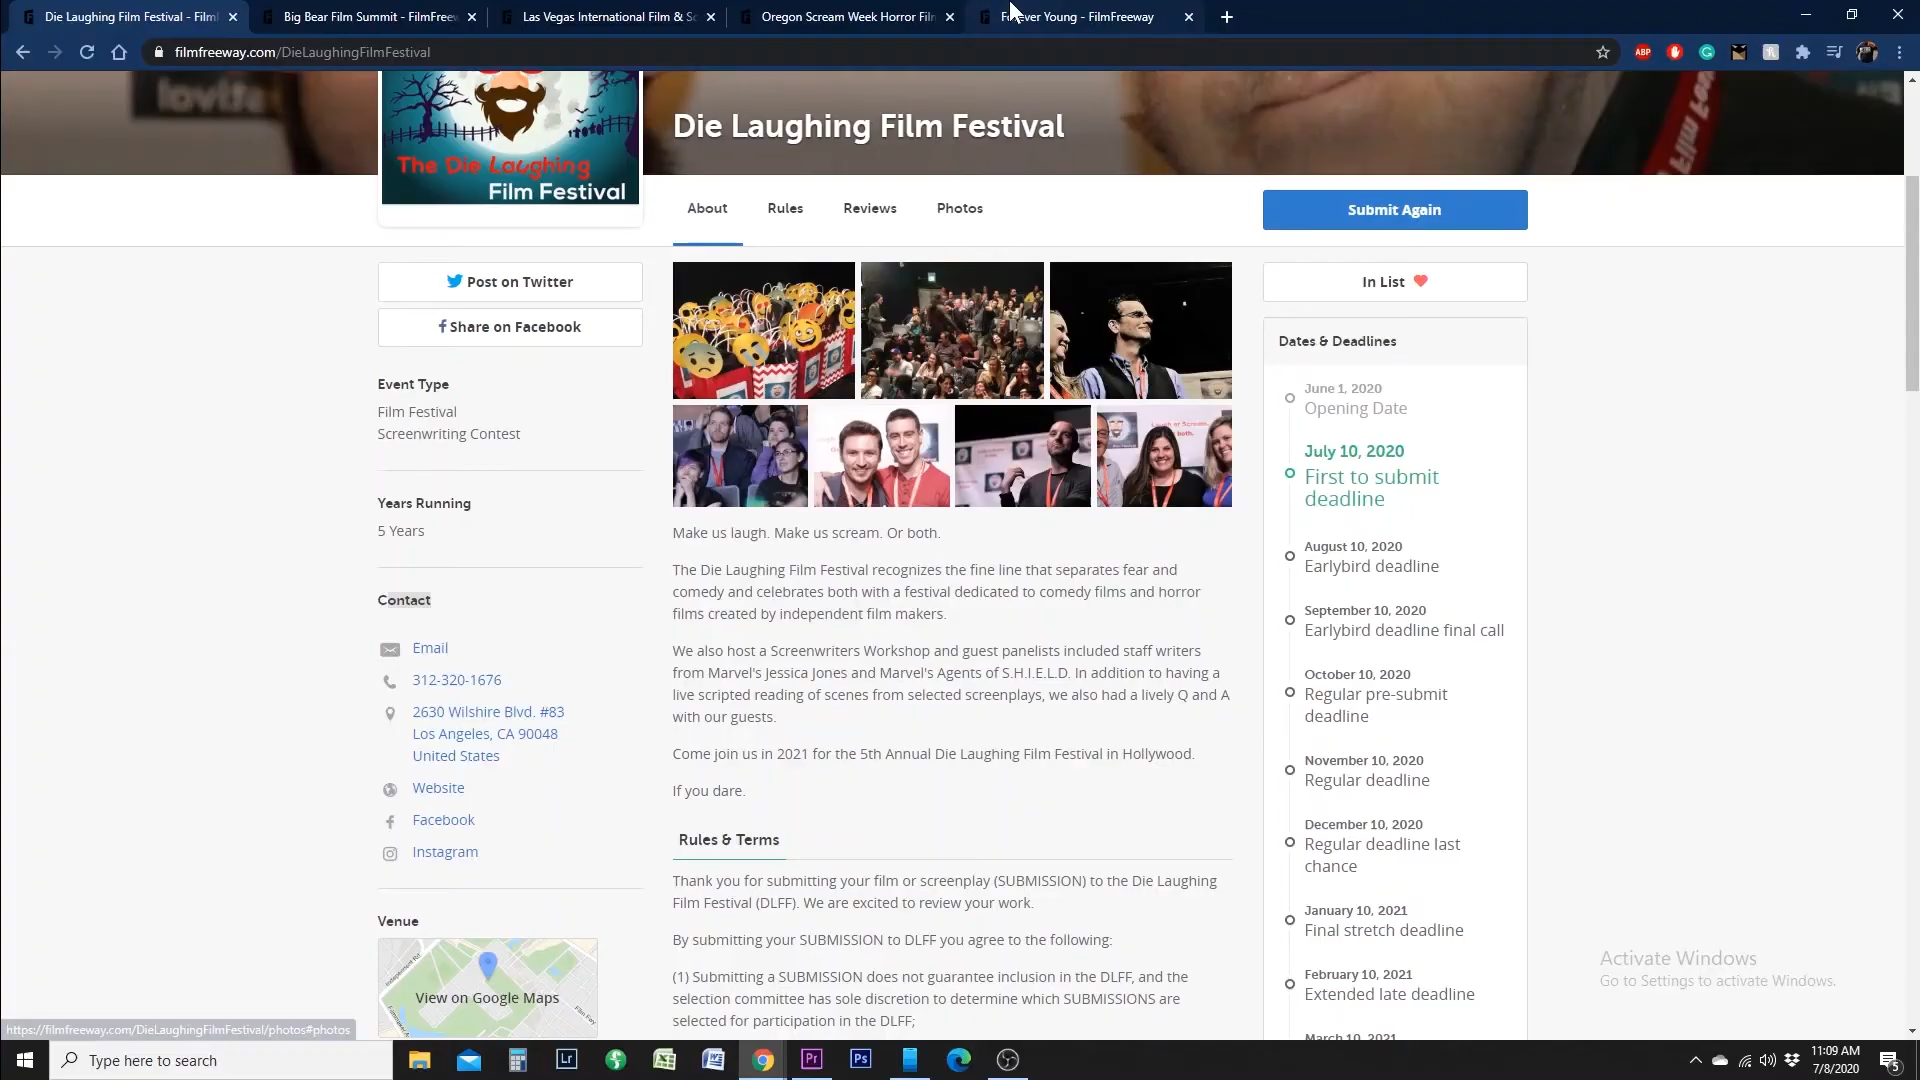 Die Laughing Film Festival - Film
Big Bear Film Summit - FilmFreew
Las Vegas International Film & Sc
Oregon Scream Week Horror Fil
Forever Young - FilmFreeway
filmfreeway.com/DieLaughingFilmFestival
ABP
The Die Laughing
Film Festival
Die Laughing Film Festival
About Rules Reviews Photos
Submit Again
Post on Twitter
Share on Facebook
Event Type
Film Festival
Screenwriting Contest
Years Running
5 Years
Contact
Email
312-320-1676
2630 Wilshire Blvd. #83
Los Angeles, CA 90048
United States
Website
Facebook
Instagram
Venue
View on Google Maps
Make us laugh. Make us scream. Or both.
The Die Laughing Film Festival recognizes the fine line that separates fear and
comedy and celebrates both with a festival dedicated to comedy films and horror
films created by independent film makers.
We also host a Screenwriters Workshop and guest panelists included staff writers
from Marvel's Jessica Jones and Marvel's Agents of S.H.I.E.L.D. In addition to having a
live scripted reading of scenes from selected screenplays, we also had a lively Q and A
with our guests.
Come join us in 2021 for the 5th Annual Die Laughing Film Festival in Hollywood.
If you dare.
Rules & Terms
Thank you for submitting your film or screenplay (SUBMISSION) to the Die Laughing
Film Festival (DLFF). We are excited to review your work.
By submitting your SUBMISSION to DLFF you agree to the following:
(1) Submitting a SUBMISSION does not guarantee inclusion in the DLFF, and the
selection committee has sole discretion to determine which SUBMISSIONS are
selected for participation in the DLFF;
In List
Dates & Deadlines
June 1, 2020
Opening Date
July 10, 2020
First to submit
deadline
August 10, 2020
Earlybird deadline
September 10, 2020
Earlybird deadline final call
October 10, 2020
Regular pre-submit
deadline
November 10, 2020
Regular deadline
December 10, 2020
Regular deadline last
chance
January 10, 2021
Final stretch deadline
February 10, 2021
Extended late deadline
March 10, 2021
Activate Windows
Go to Settings to activate Windows.
https://filmfreeway.com/DieLaughingFilmFestival/photos#photos
Type here to search
Lr
Pr
Ps
11:09 AM
7/8/2020
5